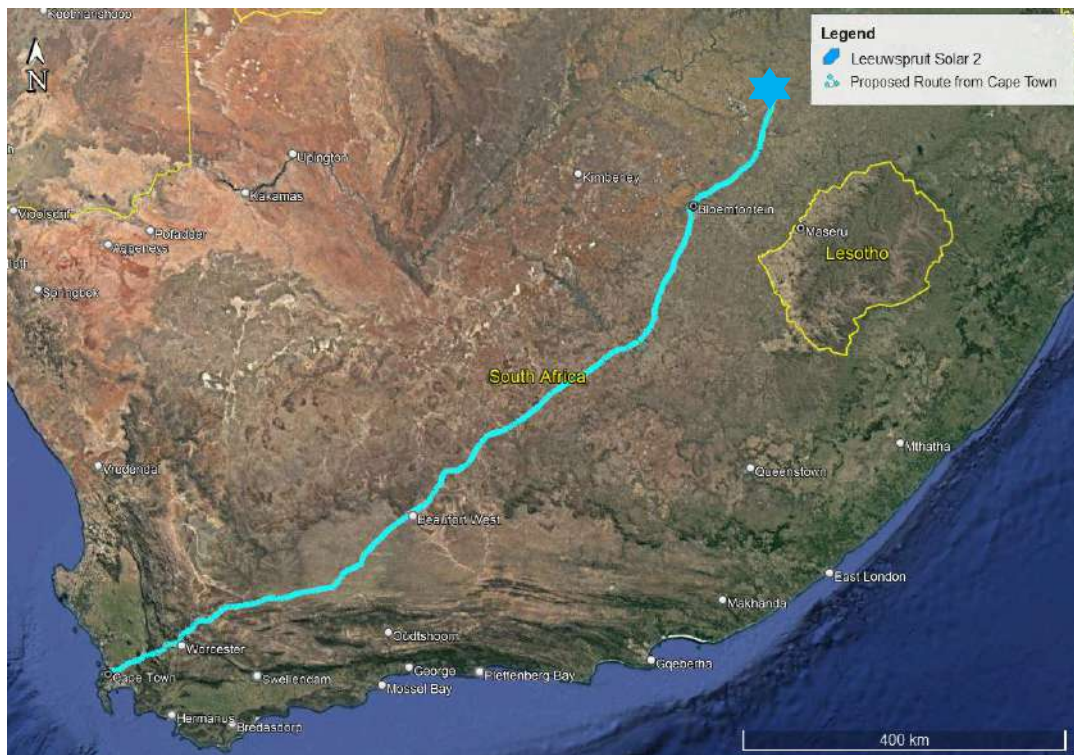 Keetmanshoop
Legend
Leeuwspruit Solar 2
Proposed Route from Cape Town
N
Upington
Kakamas
Kimberley
Vioolsdrif
Pofadder
Aggeneys
Bloemfontein
Maseru
Lesotho
Springbok
South Africa
Mthatha
Vredendal
Queenstown
Beaufort West
East London
Makhanda
Oudtshoorn
Worcester
Gqeberha
George
Plettenberg Bay
Cape Town
Swellendam
Mossel Bay
Hermanus
Bredasdorp
400 km